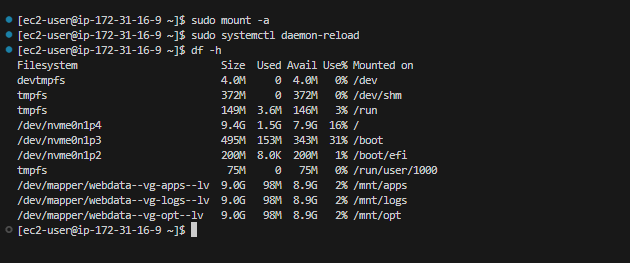 [ec2-user@ip-172-31-16-9 ~]$ sudo mount -a
[ec2-user@ip-172-31-16-9 ~]$ sudo systemctl daemon-reload
[ec2-user@ip-172-31-16-9 ~]$ df -h
Filesystem Size Used Avail Use% Mounted on
devtmpfs 4.0M 0 4.0M 0% /dev
tmpfs 372M 0 372M 0% /dev/shm
tmpfs 149M 3.6M 146M 3% /run
/dev/nvme0n1p4 9.4G 1.5G 7.9G 16% /
/dev/nvme0n1p3 495M 153M 343M 31% /boot
/dev/nvme0n1p2 200M 8.0K 200M 1% /boot/efi
tmpfs 75M 0 75M 0% /run/user/1000
/dev/mapper/webdata--vg-apps--lv 9.0G 98M 8.9G 2% /mnt/apps
/dev/mapper/webdata--vg-logs--lv 9.0G 98M 8.9G 2% /mnt/logs
/dev/mapper/webdata--vg-opt--lv 9.0G 98M 8.9G 2% /mnt/opt
[ec2-user@ip-172-31-16-9 ~]$